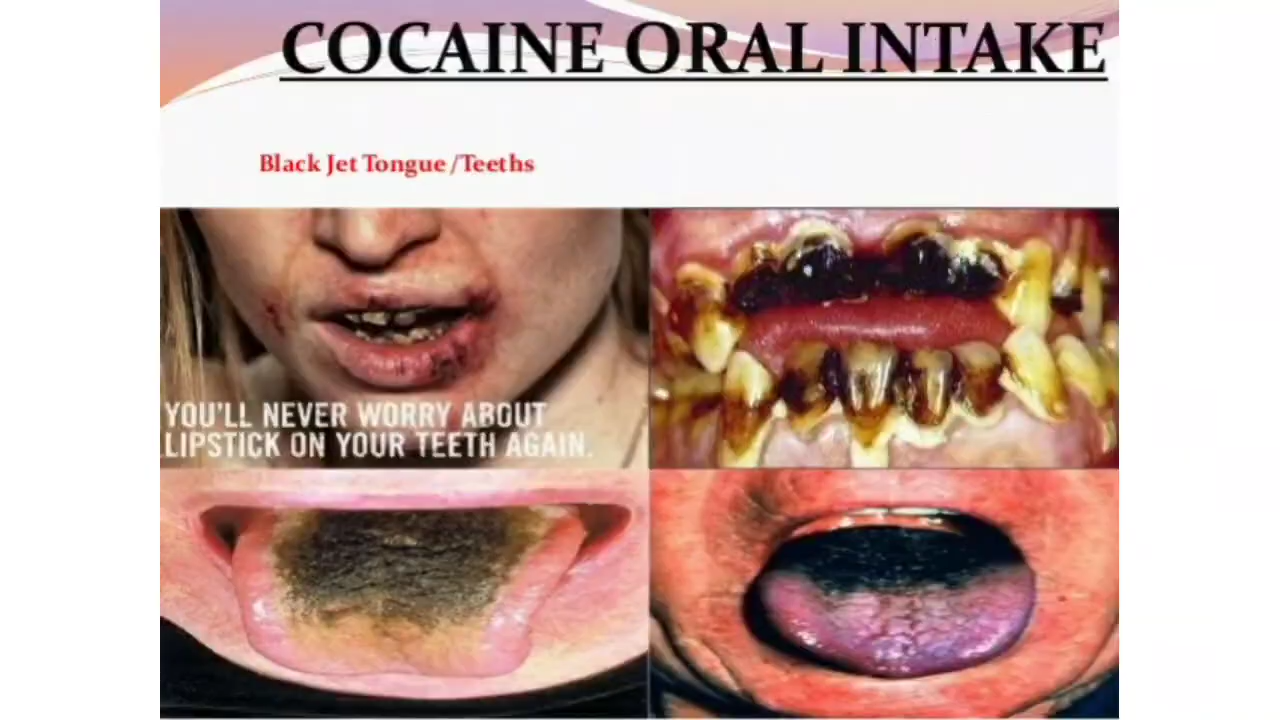 COCAINE ORAL INTAKE
Black Jet Tongue /Teeths
YOU'LL NEVER WORRY ABOUT
LIPSTICK ON YOUR TEETH AGAIN.